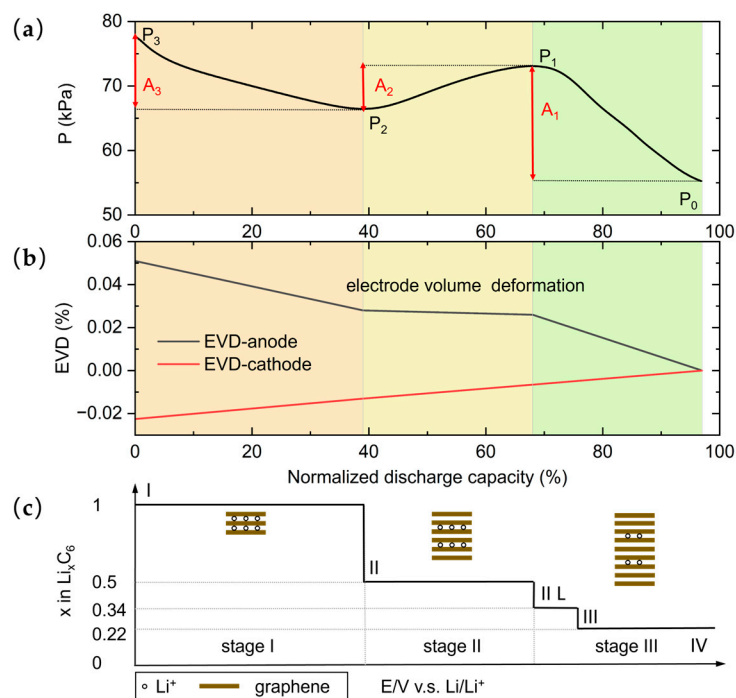 (a)
80
70
60
50
P (kPa)
P₃
A₃
A₂
P₂
P₁
A₁
P₀
0 20 40 60 80 100
(b)
0.06
0.04
0.02
0.00
−0.02
EVD (%)
electrode volume deformation
EVD-anode
EVD-cathode
0 20 40 60 80 100
Normalized discharge capacity (%)
(c)
x in LiₓC₆
1
0.5
0.34
0.22
0
I
II
II L
III
IV
stage I stage II stage III
Li⁺ graphene E/V v.s. Li/Li⁺